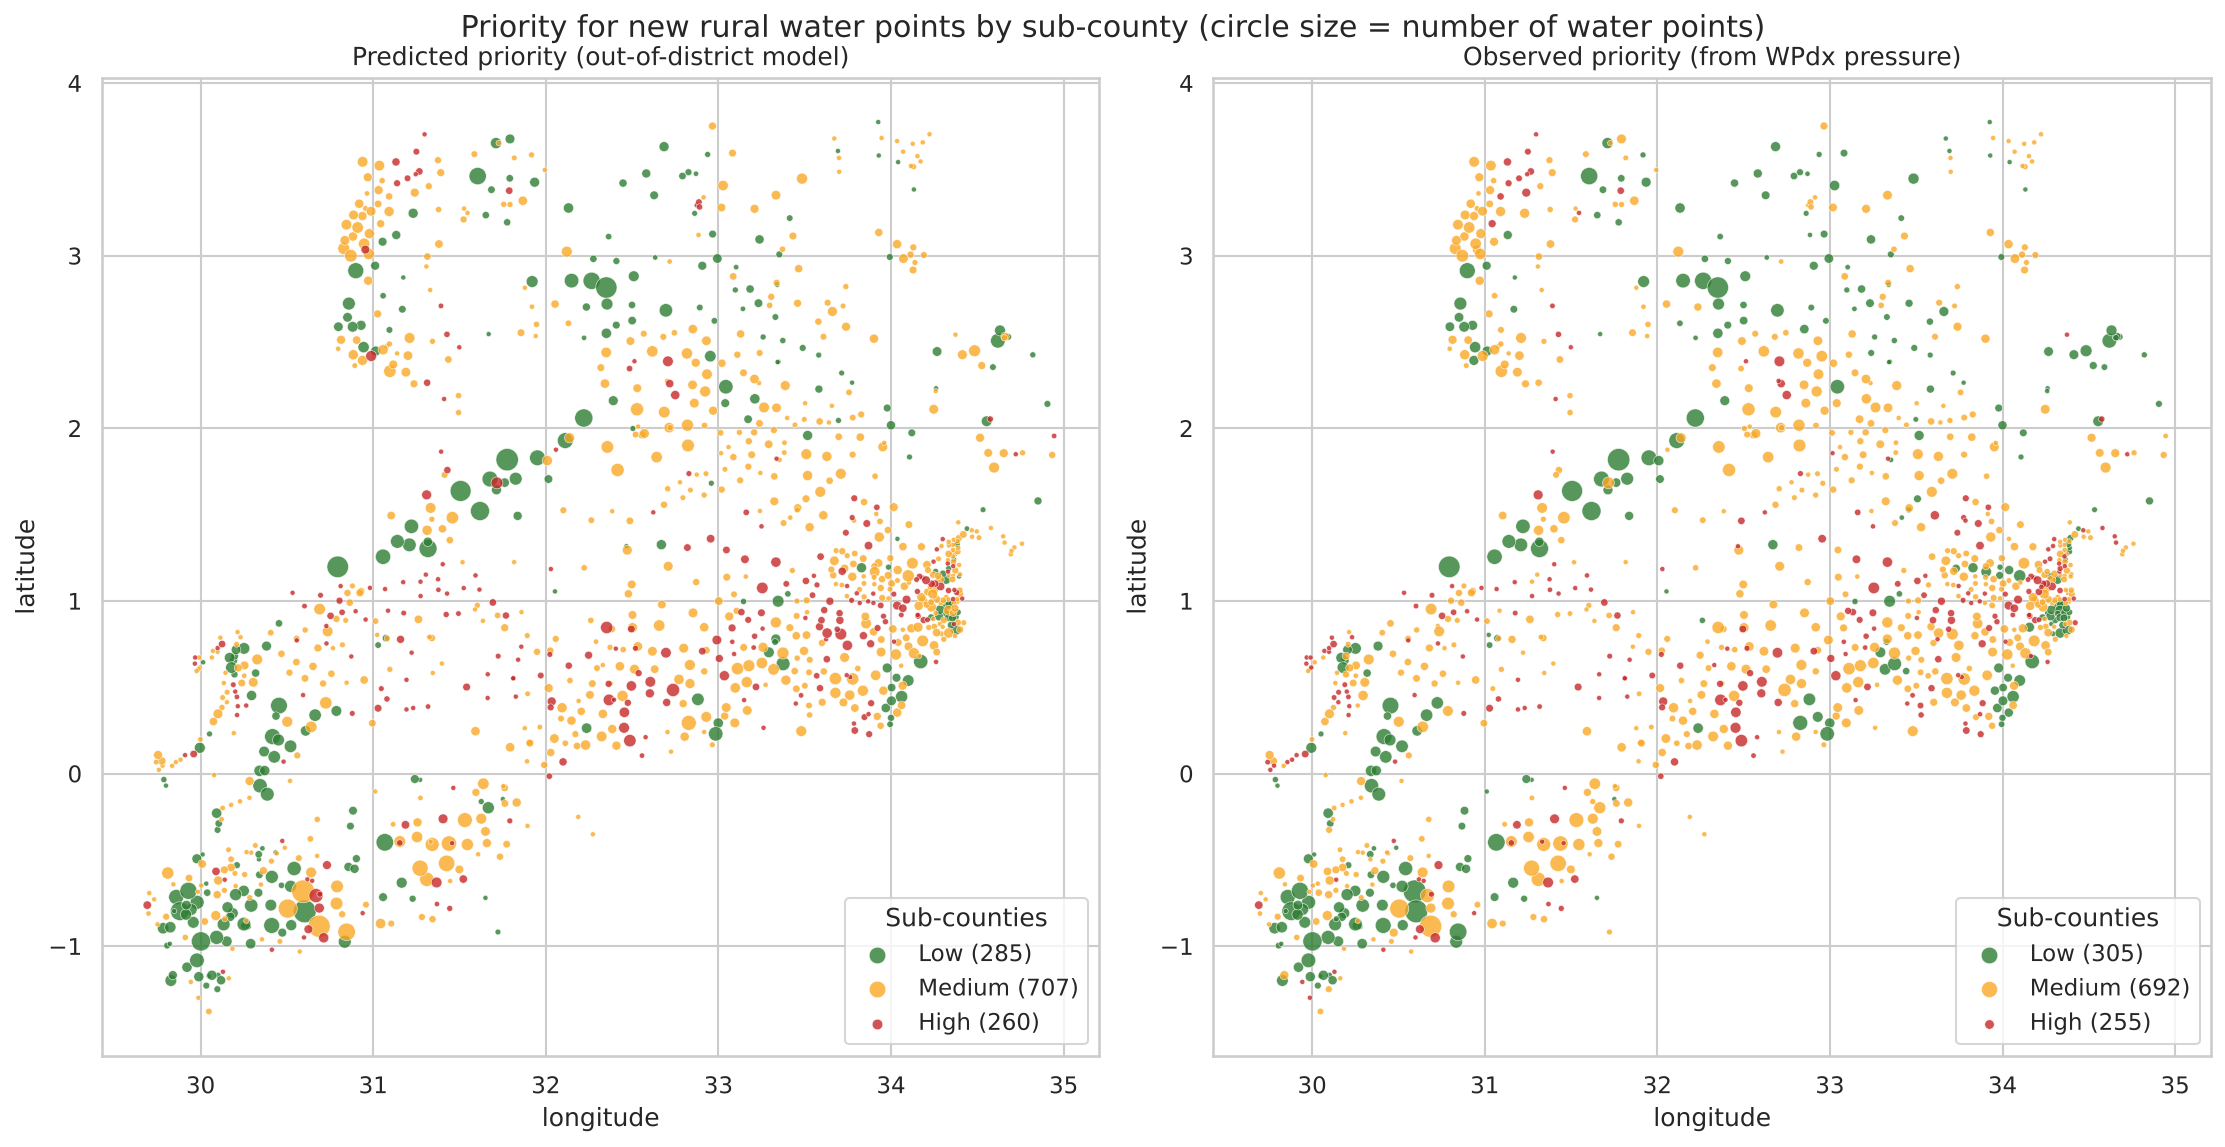 Priority for new rural water points by sub-county (circle size = number of water points)
Predicted priority (out-of-district model)
4
3
2
1
0
−1
latitude
30
31
32
33
34
35
longitude
Sub-counties
Low (285)
Medium (707)
High (260)
Observed priority (from WPdx pressure)
4
3
2
1
0
−1
latitude
30
31
32
33
34
35
longitude
Sub-counties
Low (305)
Medium (692)
High (255)